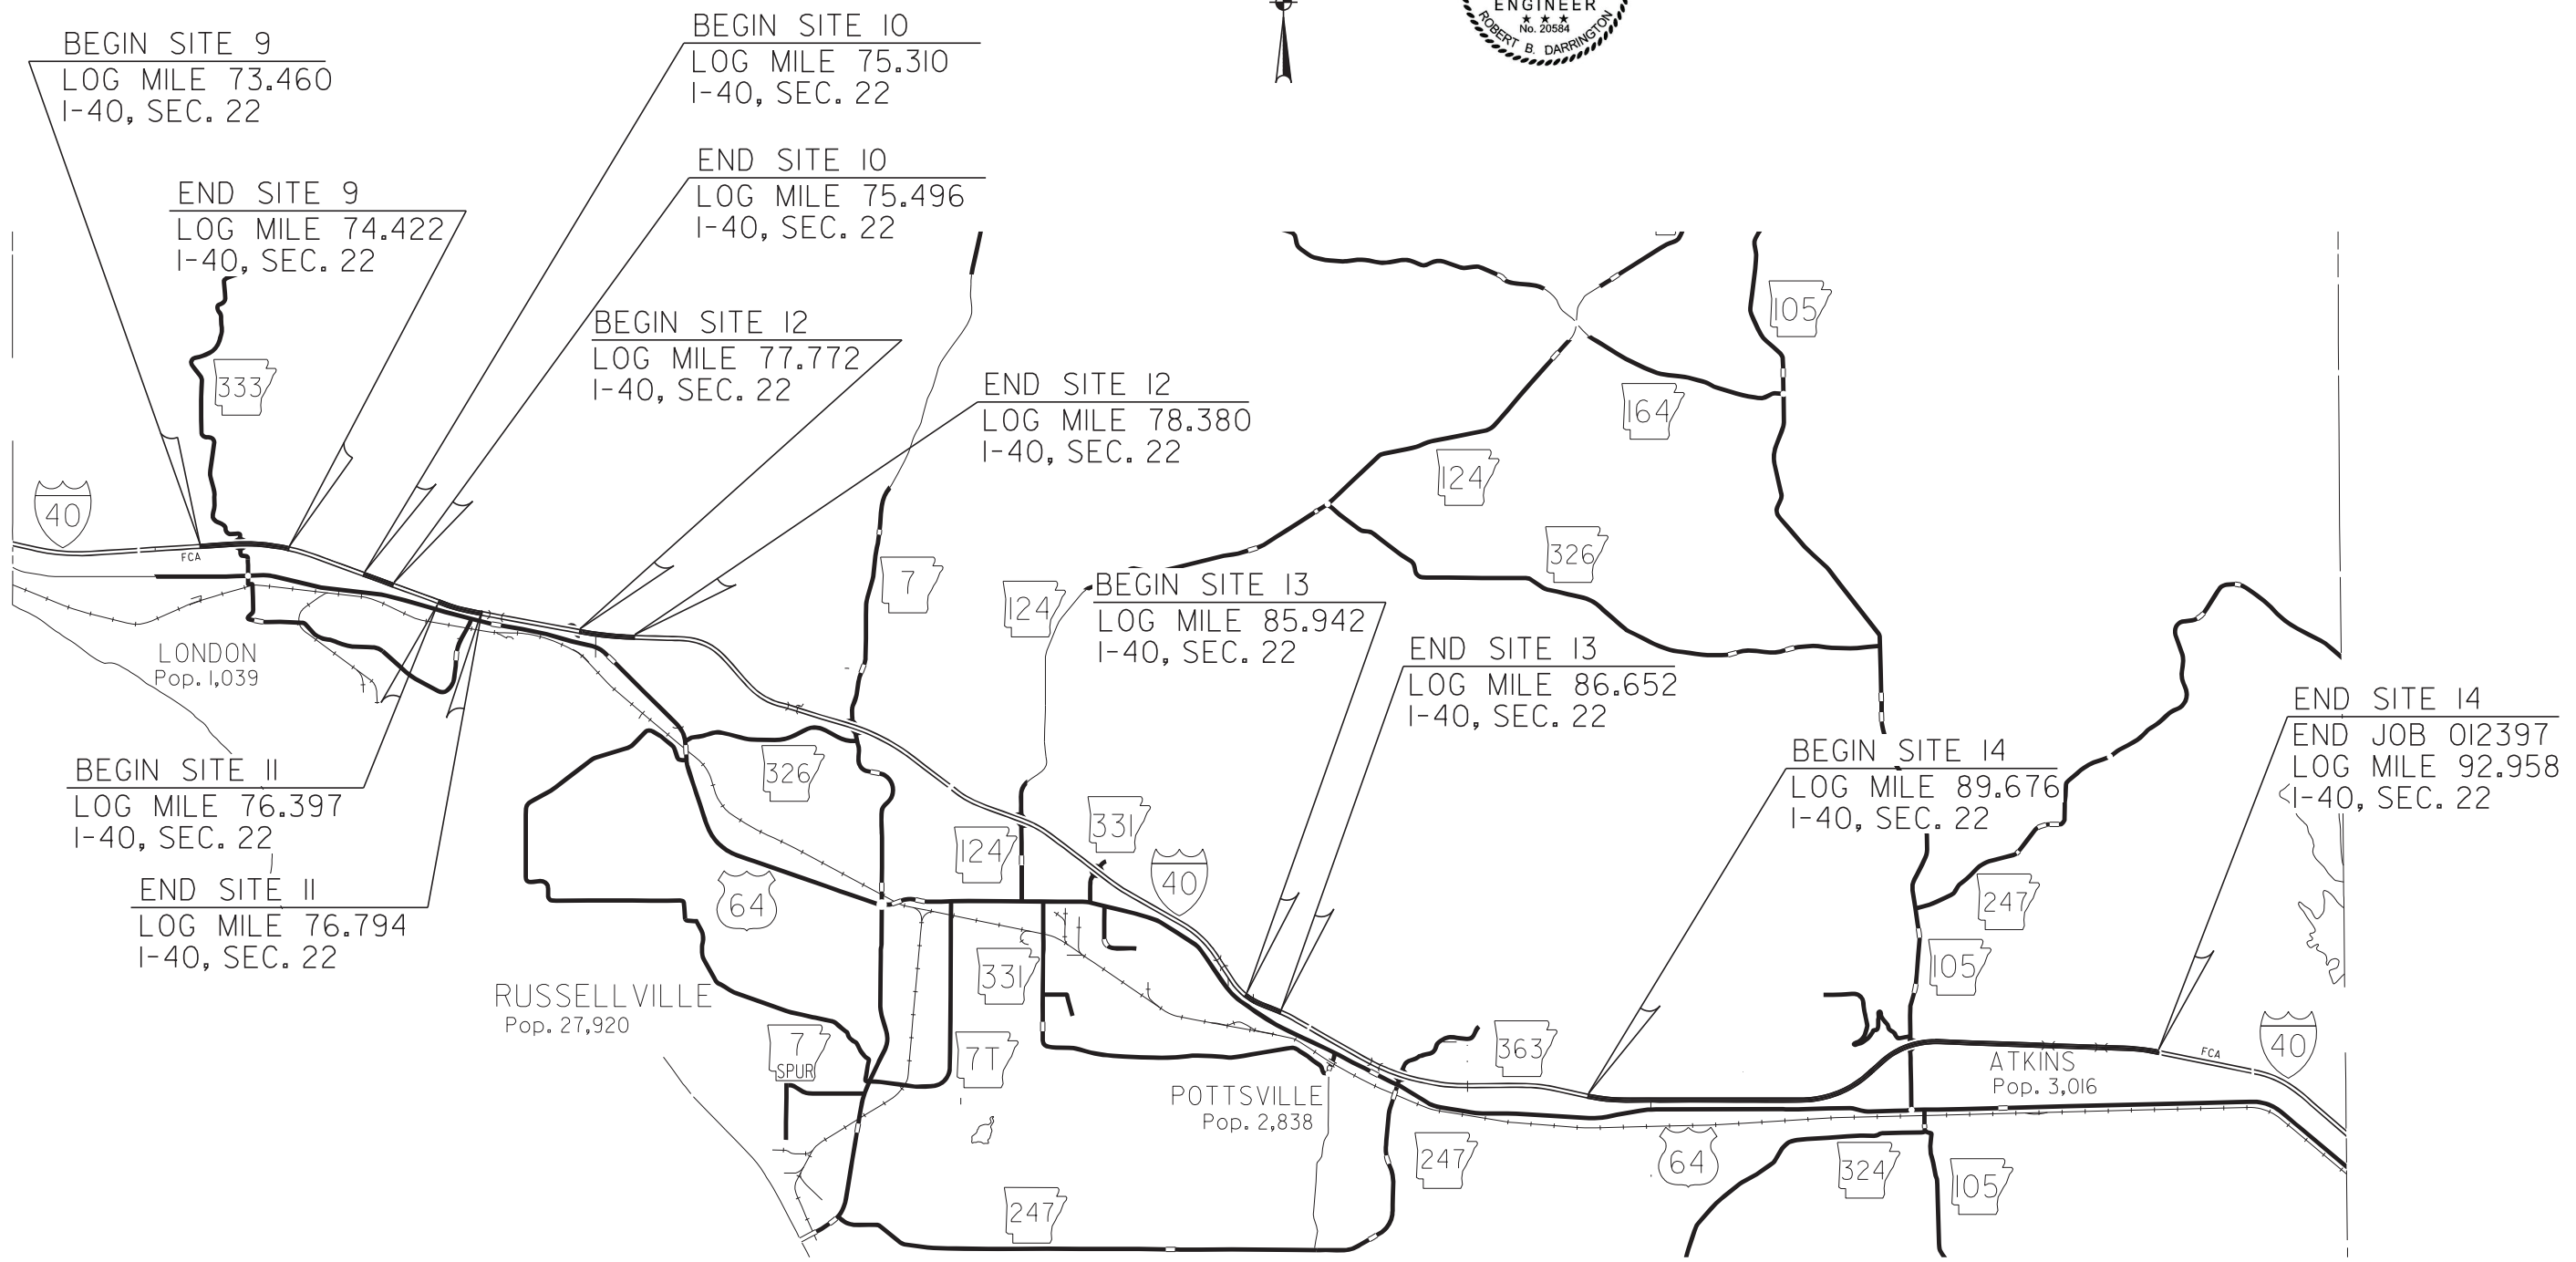 ENGINEER
★ ★ ★
No. 20584
ROBERT B. DARRINGTON
BEGIN SITE 9
LOG MILE 73.460
I-40, SEC. 22
END SITE 9
LOG MILE 74.422
I-40, SEC. 22
BEGIN SITE 10
LOG MILE 75.310
I-40, SEC. 22
END SITE 10
LOG MILE 75.496
I-40, SEC. 22
BEGIN SITE 12
LOG MILE 77.772
I-40, SEC. 22
END SITE 12
LOG MILE 78.380
I-40, SEC. 22
105
333
164
124
40
326
FCA
7
124
BEGIN SITE 13
LOG MILE 85.942
I-40, SEC. 22
END SITE 13
LOG MILE 86.652
I-40, SEC. 22
LONDON
Pop. 1,039
END SITE 14
END JOB 012397
LOG MILE 92.958
I-40, SEC. 22
BEGIN SITE 14
LOG MILE 89.676
I-40, SEC. 22
BEGIN SITE 11
LOG MILE 76.397
I-40, SEC. 22
END SITE 11
LOG MILE 76.794
I-40, SEC. 22
326
331
124
40
64
247
105
331
RUSSELLVILLE
Pop. 27,920
7
SPUR
7T
363
40
FCA
ATKINS
Pop. 3,016
POTTSVILLE
Pop. 2,838
247
64
324
105
247